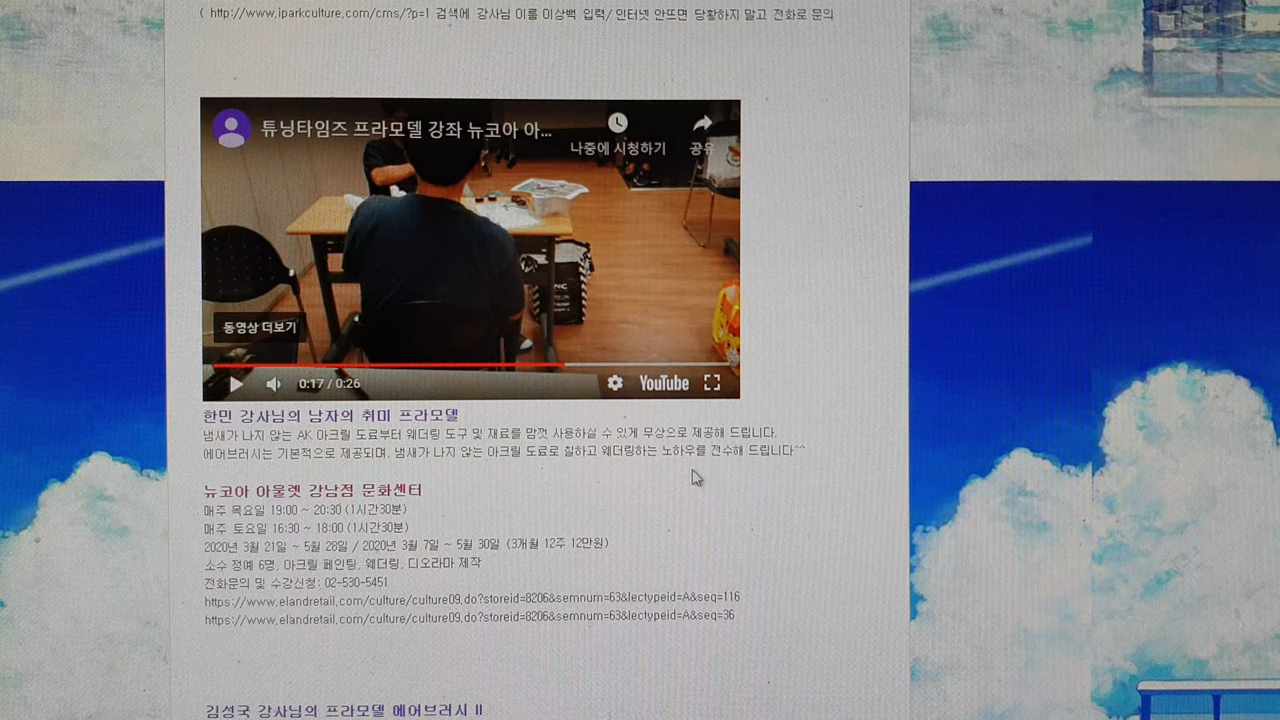 ( http://www.iparkculture.com/cms/?p=1 검색에 강사님 이름 이상백 입력/ 인터넷 안뜨면 당황하지 말고 전화로 문의
튜닝타임즈 프라모델 강좌 뉴코아 아...
나중에 시청하기
공유
동영상 더보기
0:17 / 0:26
YouTube
한민 강사님의 남자의 취미 프라모델
냄새가 나지 않는 AK 아크릴 도료부터 웨더링 도구 및 재료를 맘껏 사용하실 수 있게 무상으로 제공해 드립니다.
에어브러시는 기본적으로 제공되며, 냄새가 나지 않는 아크릴 도료로 칠하고 웨더링하는 노하우를 전수해 드립니다^^
뉴코아 아울렛 강남점 문화센터
매주 목요일 19:00 ~ 20:30 (1시간30분)
매주 토요일 16:30 ~ 18:00 (1시간30분)
2020년 3월 21일 ~ 5월 28일 / 2020년 3월 7일 ~ 5월 30일 (3개월 12주 12만원)
소수 정예 6명, 아크릴 페인팅, 웨더링, 디오라마 제작
전화문의 및 수강신청: 02-530-5451
https://www.elandretail.com/culture/culture09.do?storeid=8206&semnum=63&lectypeid=A&seq=116
https://www.elandretail.com/culture/culture09.do?storeid=8206&semnum=63&lectypeid=A&seq=36
김성국 강사님의 프라모델 에어브러시 II